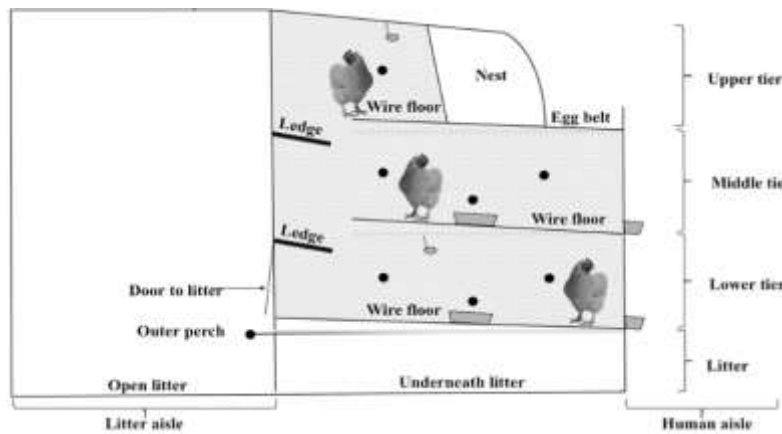 Nest
Upper tier
Wire floor
Egg belt
Ledge
Middle tie
Wire floor
Ledge
Door to litter
Lower tier
Wire floor
Outer perch
Litter
Open litter
Underneath litter
Litter aisle
Human aisle